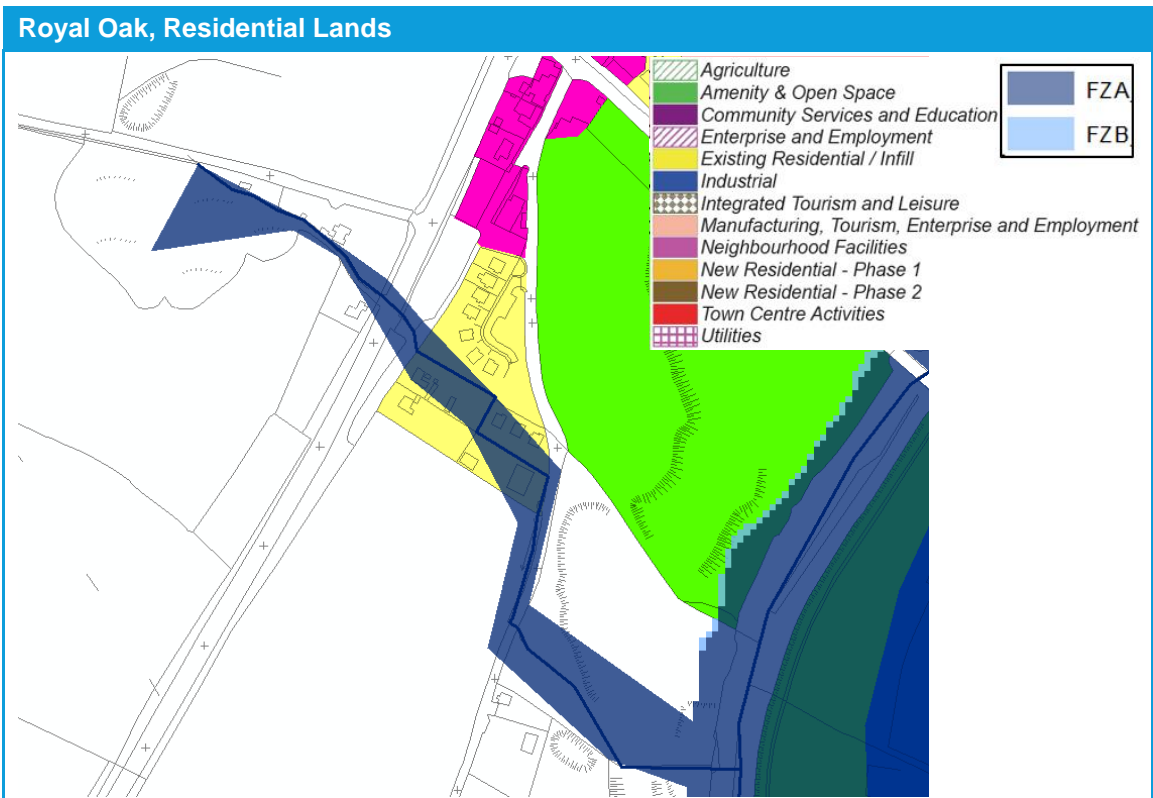 Royal Oak, Residential Lands
Agriculture
Amenity & Open Space
Community Services and Education
Enterprise and Employment
Existing Residential / Infill
Industrial
Integrated Tourism and Leisure
Manufacturing, Tourism, Enterprise and Employment
Neighbourhood Facilities
New Residential - Phase 1
New Residential - Phase 2
Town Centre Activities
Utilities
FZA
FZB